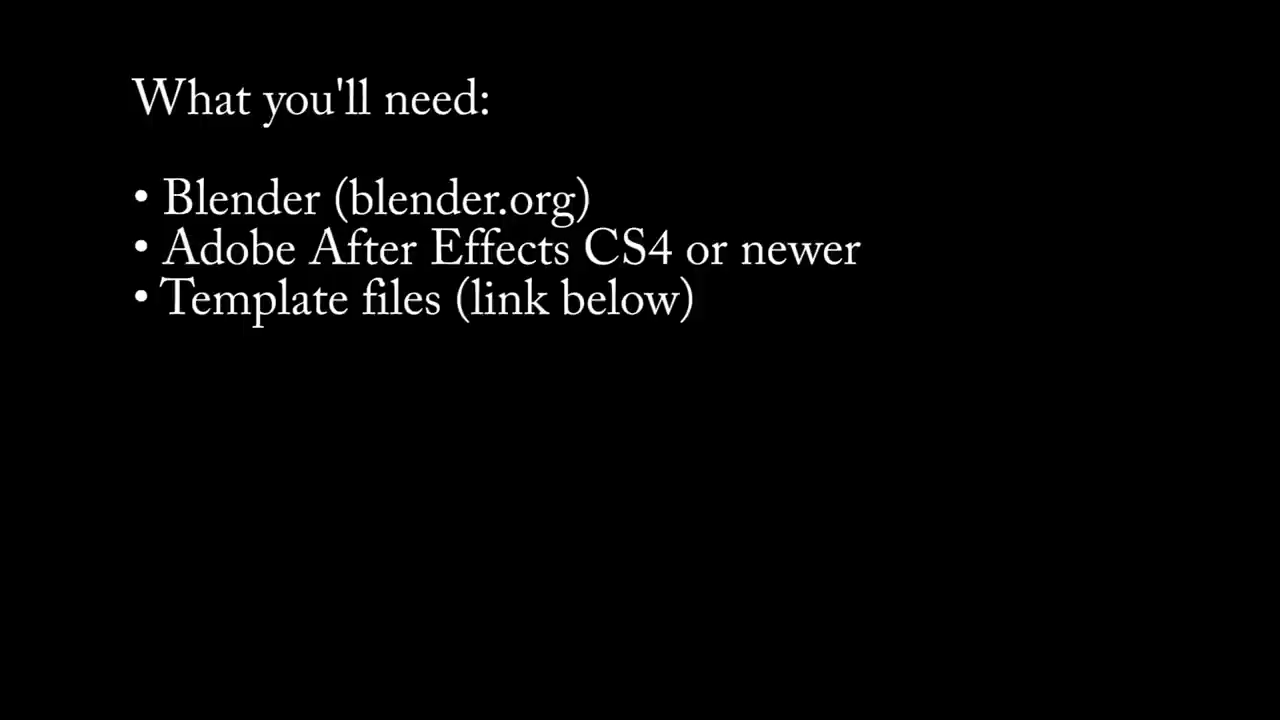 What you'll need:
• Blender (blender.org)
• Adobe After Effects CS4 or newer
• Template files (link below)